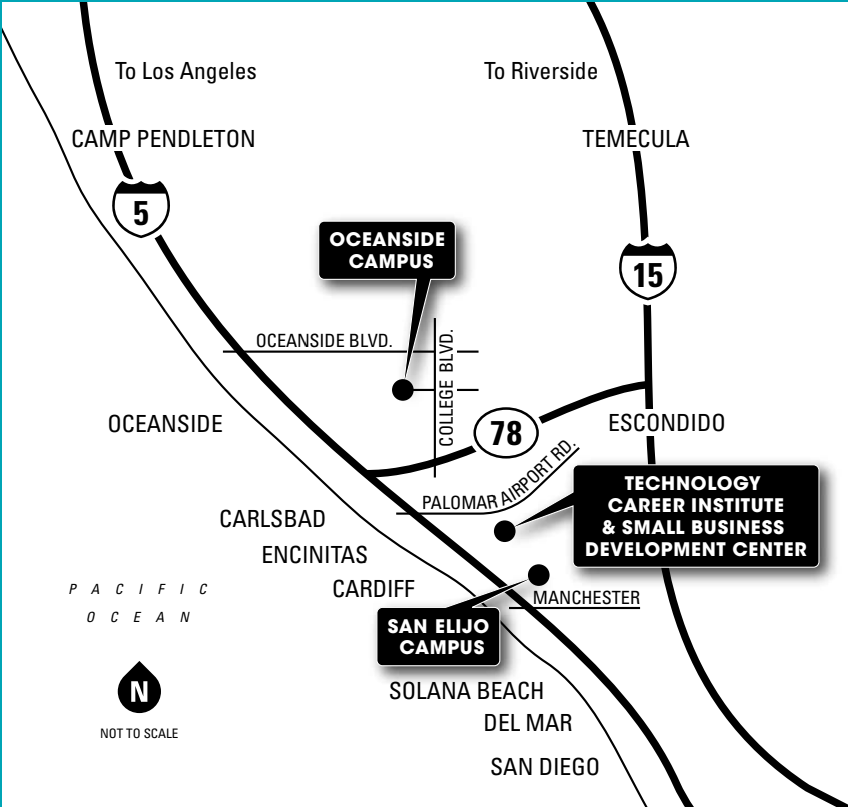 To Los Angeles
To Riverside
CAMP PENDLETON
TEMECULA
5
OCEANSIDE
CAMPUS
15
OCEANSIDE BLVD.
COLLEGE BLVD.
OCEANSIDE
78
ESCONDIDO
PALOMAR AIRPORT RD.
TECHNOLOGY
CAREER INSTITUTE
& SMALL BUSINESS
DEVELOPMENT CENTER
CARLSBAD
ENCINITAS
CARDIFF
PACIFIC
OCEAN
MANCHESTER
SAN ELIJO
CAMPUS
N
NOT TO SCALE
SOLANA BEACH
DEL MAR
SAN DIEGO